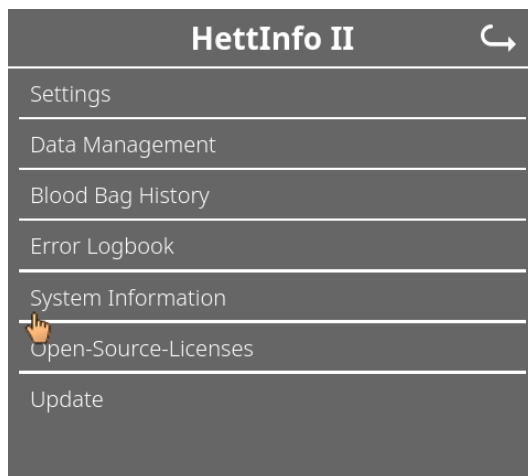 HettInfo II
Settings
Data Management
Blood Bag History
Error Logbook
System Information
Open-Source-Licenses
Update